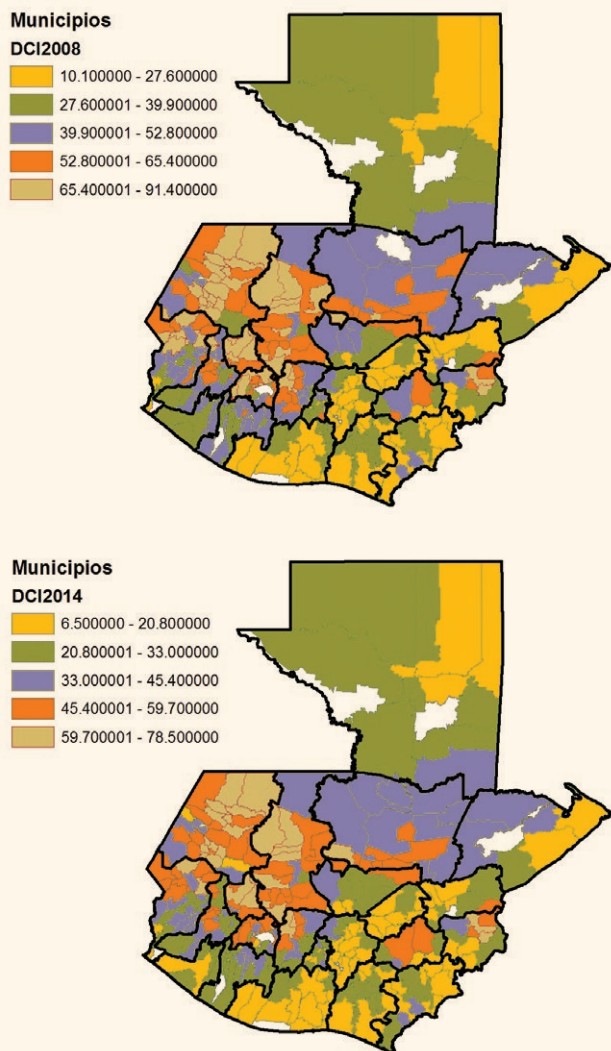 Municipios
DCI2008
10.100000 - 27.600000
27.600001 - 39.900000
39.900001 - 52.800000
52.800001 - 65.400000
65.400001 - 91.400000
Municipios
DCI2014
6.500000 - 20.800000
20.800001 - 33.000000
33.000001 - 45.400000
45.400001 - 59.700000
59.700001 - 78.500000